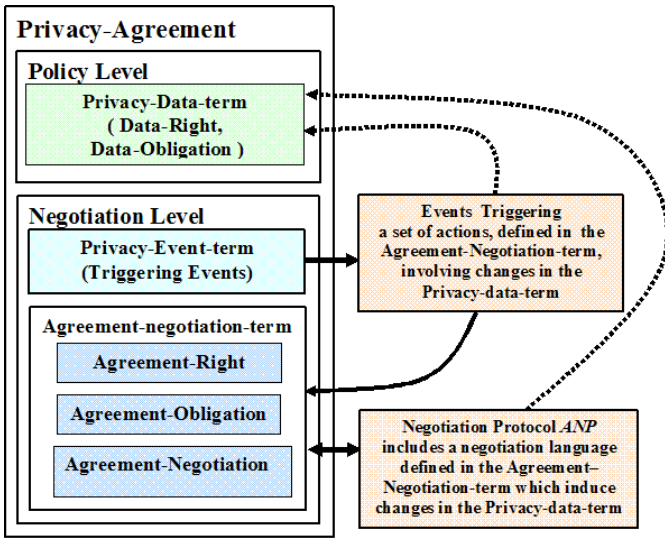 Privacy-Agreement
Policy Level
Privacy-Data-term
( Data-Right,
Data-Obligation )
Negotiation Level
Privacy-Event-term
(Triggering Events)
Agreement-negotiation-term
Agreement-Right
Agreement-Obligation
Agreement-Negotiation
Events Triggering
a set of actions, defined in the
Agreement-Negotiation-term,
involving changes in the
Privacy-data-term
Negotiation Protocol ANP
includes a negotiation language
defined in the Agreement–
Negotiation-term which induce
changes in the Privacy-data-term